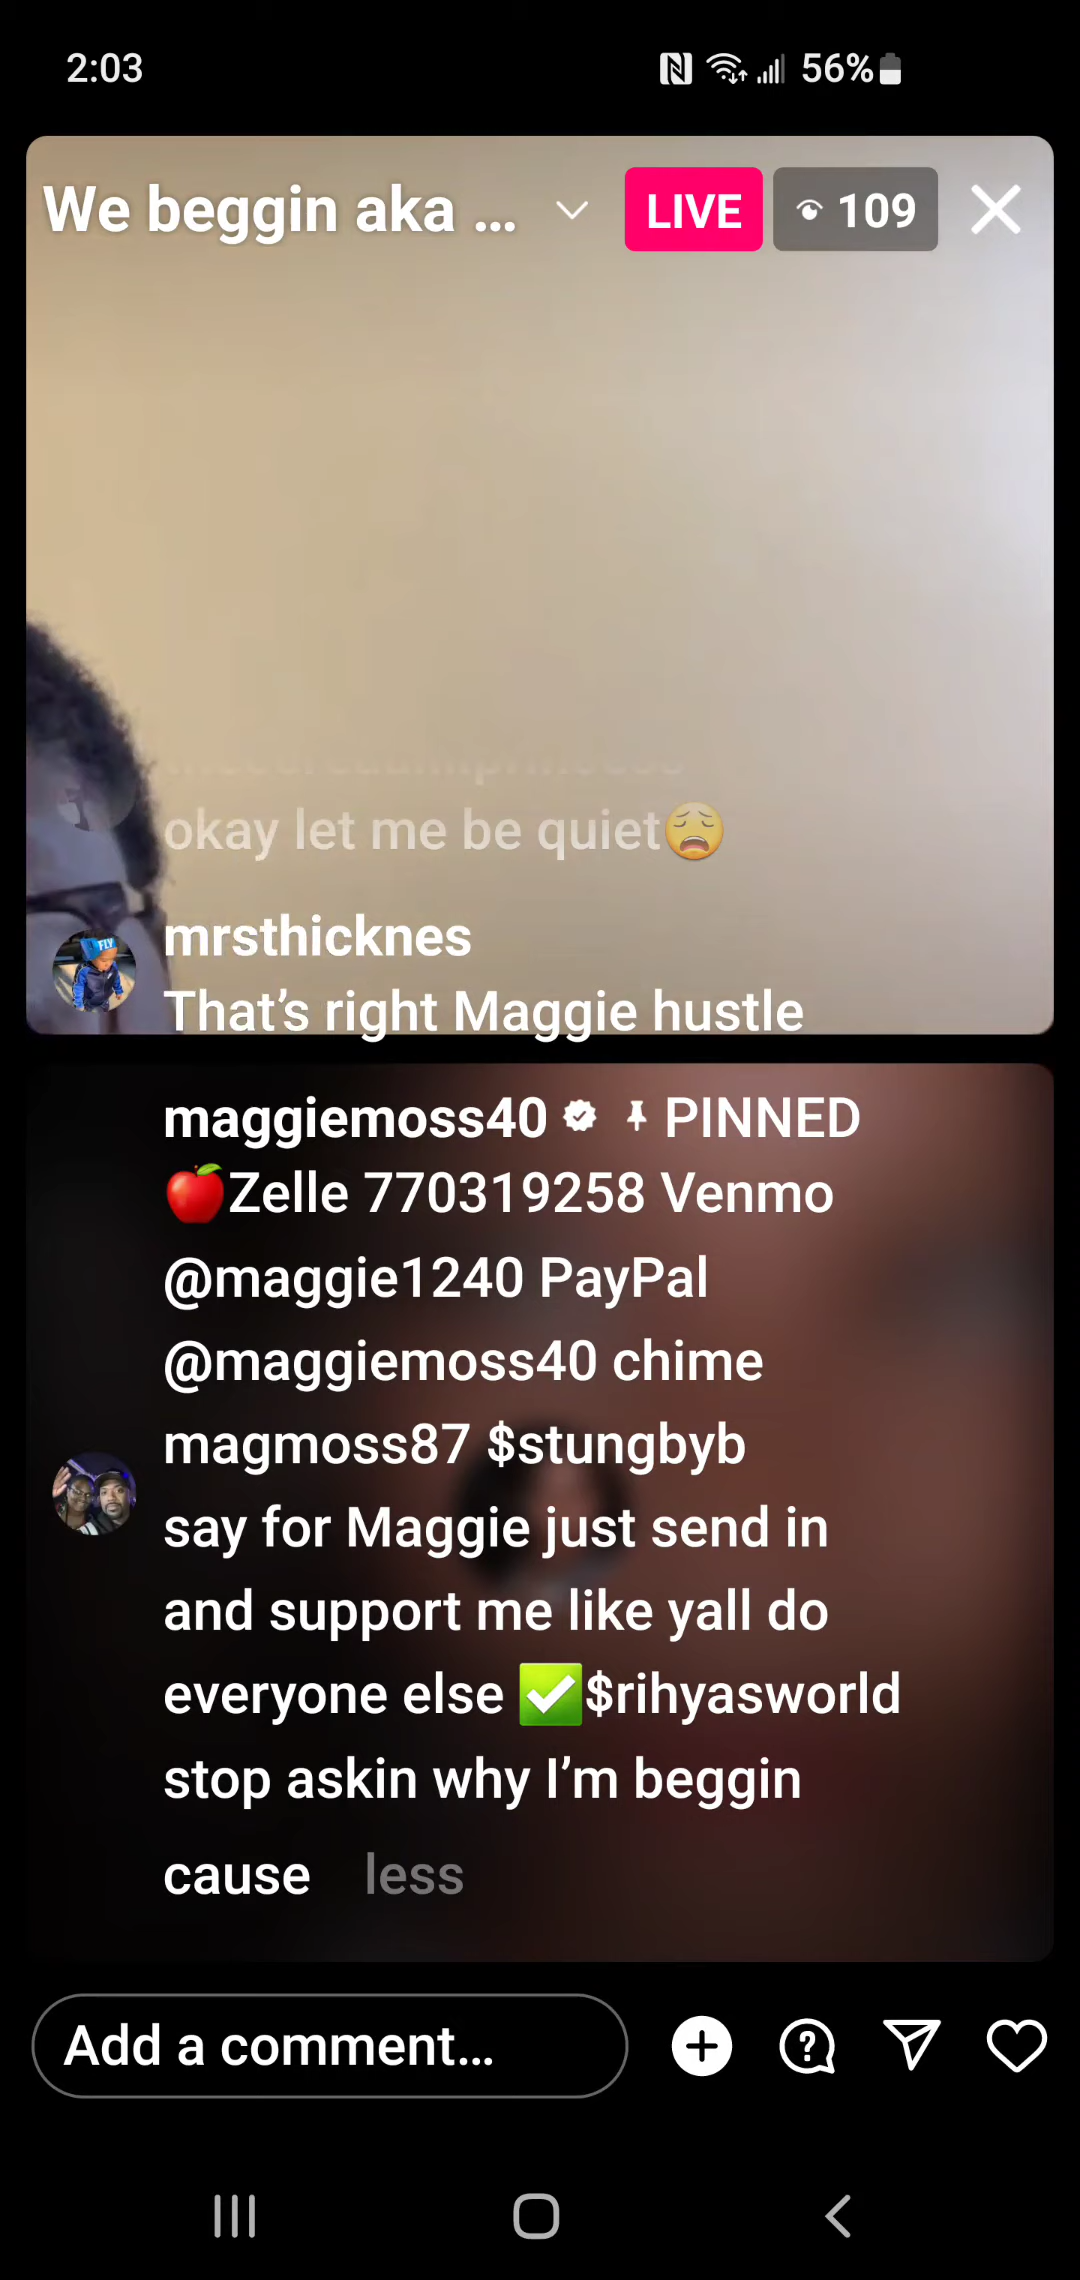 2:03 56%
We beggin aka ... LIVE 109
okay let me be quiet😩
mrsthicknes
FLY
That's right Maggie hustle
maggiemoss40 PINNED
🍎Zelle 770319258 Venmo
@maggie1240 PayPal
@maggiemoss40 chime
magmoss87 $stungbyb
say for Maggie just send in
and support me like yall do
everyone else ✅$rihyasworld
stop askin why I'm beggin
cause less
Add a comment...